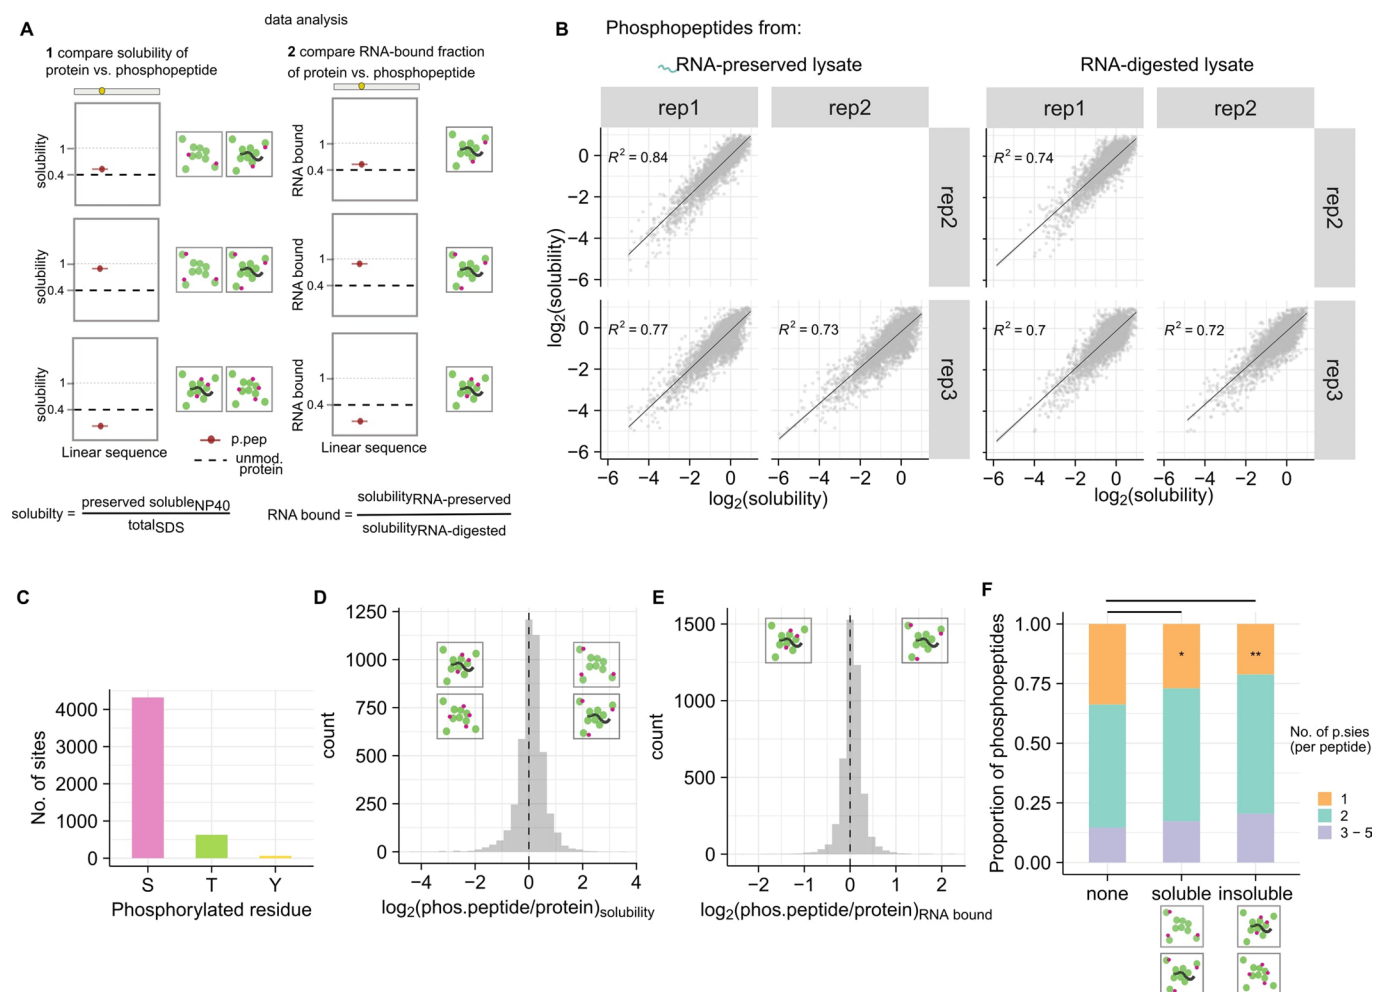 A
data analysis
1 compare solubility of
protein vs. phosphopeptide
2 compare RNA-bound fraction
of protein vs. phosphopeptide
solubility
1
0.4
RNA bound
1
0.4
solubility
1
0.4
RNA bound
1
0.4
solubility
1
0.4
RNA bound
1
0.4
Linear sequence
Linear sequence
p.pep
unmod.
protein
solubilty = preserved solubleNP40
totalSDS
RNA bound = solubilityRNA-preserved
solubilityRNA-digested
B
Phosphopeptides from:
RNA-preserved lysate
RNA-digested lysate
rep1
rep2
rep1
rep2
R² = 0.84
R² = 0.74
rep2
rep2
R² = 0.77
R² = 0.73
R² = 0.7
R² = 0.72
rep3
rep3
log₂(solubility)
log₂(solubility)
0
−2
−4
−6
0
−2
−4
−6
−6 −4 −2 0
−6 −4 −2 0
−6 −4 −2 0
−6 −4 −2 0
log₂(solubility)
log₂(solubility)
C
No. of sites
4000
3000
2000
1000
0
S T Y
Phosphorylated residue
D
count
1250
1000
750
500
250
0
−4 −2 0 2 4
log₂(phos.peptide/protein)solubility
E
count
1500
1000
500
0
−2 −1 0 1 2
log₂(phos.peptide/protein)RNA bound
F
Proportion of phosphopeptides
1.00
0.75
0.50
0.25
0.00
*
**
none soluble insoluble
No. of p.sies
(per peptide)
1
2
3 − 5